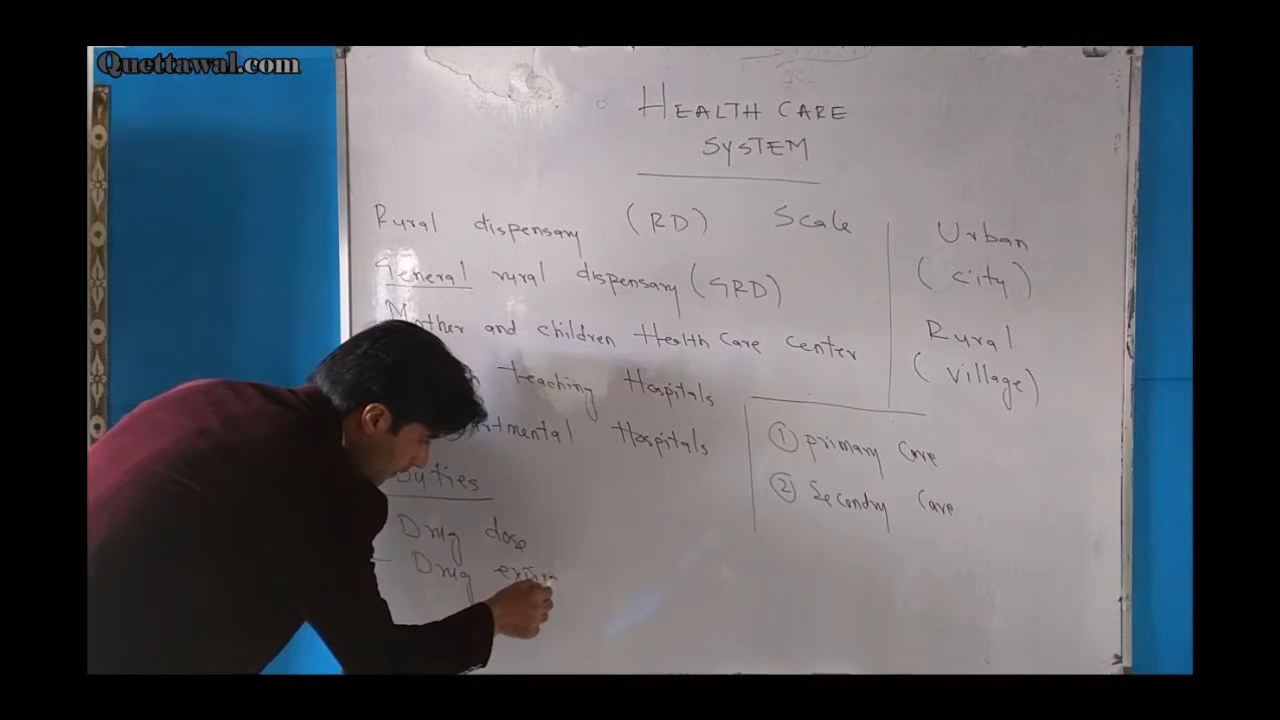 Quettawal.com
HEALTH CARE
SYSTEM
Rural dispensary (RD) Scale
General rural dispensary (GRD)
Mother and children Health Care center
teaching Hospitals
Hospitals
Duties
Drug dose
Drug
Urban
(City)
Rural
(village)
① primary Care
② Secondry Care